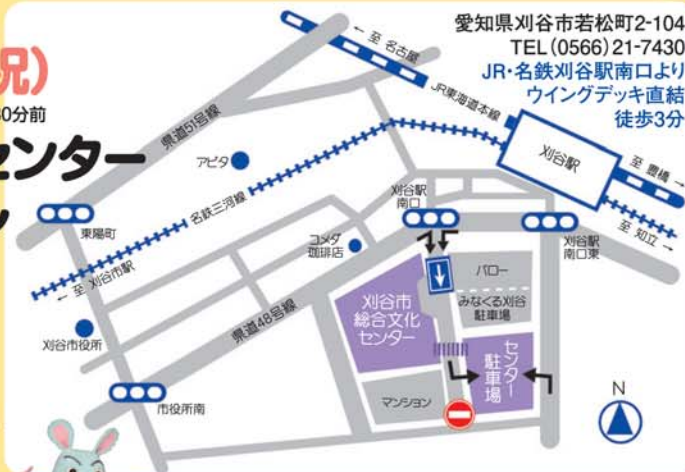 祝)
0分前
センター
愛知県刈谷市若松町2-104
TEL(0566)21-7430
JR・名鉄刈谷駅南口より
ウイングデッキ直結
徒歩3分
← 至 名古屋
JR東海道本線
刈谷駅
至 豊橋 →
至 知立 →
県道51号線
アピタ
名鉄三河線
← 至 刈谷市駅
東陽町
刈谷駅
南口
刈谷駅
南口東
コメダ
珈琲店
バロー
みなくる刈谷
駐車場
刈谷市
総合文化
センター
県道48号線
刈谷市役所
センター
駐車場
マンション
市役所南
N